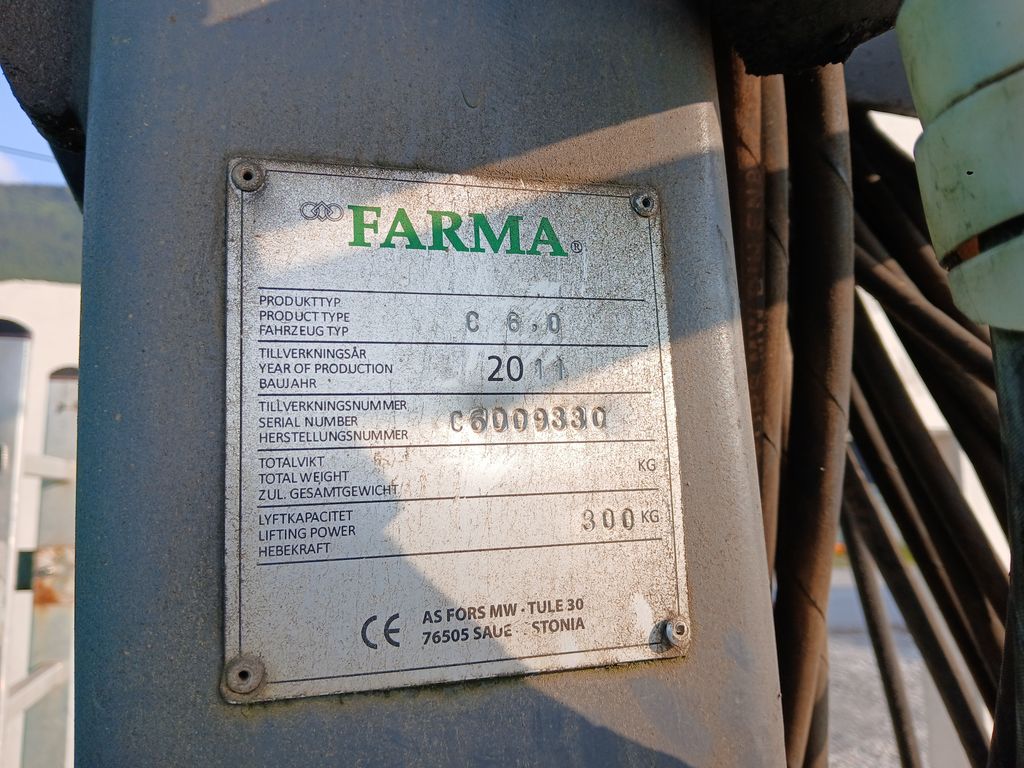 FARMA®
PRODUKTTYP
PRODUCT TYPE
FAHRZEUG TYP
C 6,0
TILLVERKNINGSÅR
YEAR OF PRODUCTION
BAUJAHR
2011
TILLVERKNINGSNUMMER
SERIAL NUMBER
HERSTELLUNGSNUMMER
C6009330
TOTALVIKT
TOTAL WEIGHT
ZUL. GESAMTGEWICHT
KG
LYFTKAPACITET
LIFTING POWER
HEBEKRAFT
300 KG
CE
AS FORS MW · TULE 30
76505 SAUE STONIA